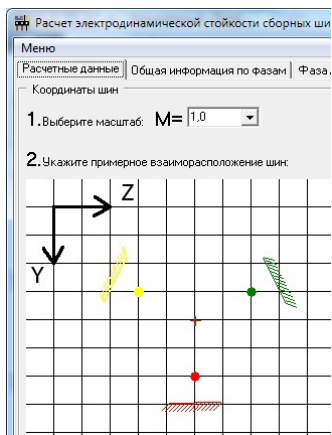 Расчет электродинамической стойкости сборных ши
Меню
Расчетные данные Общая информация по фазам Фаза
Координаты шин
1. Выберите масштаб: М= 1,0
2. Укажите примерное взаиморасположение шин:
Z
Y